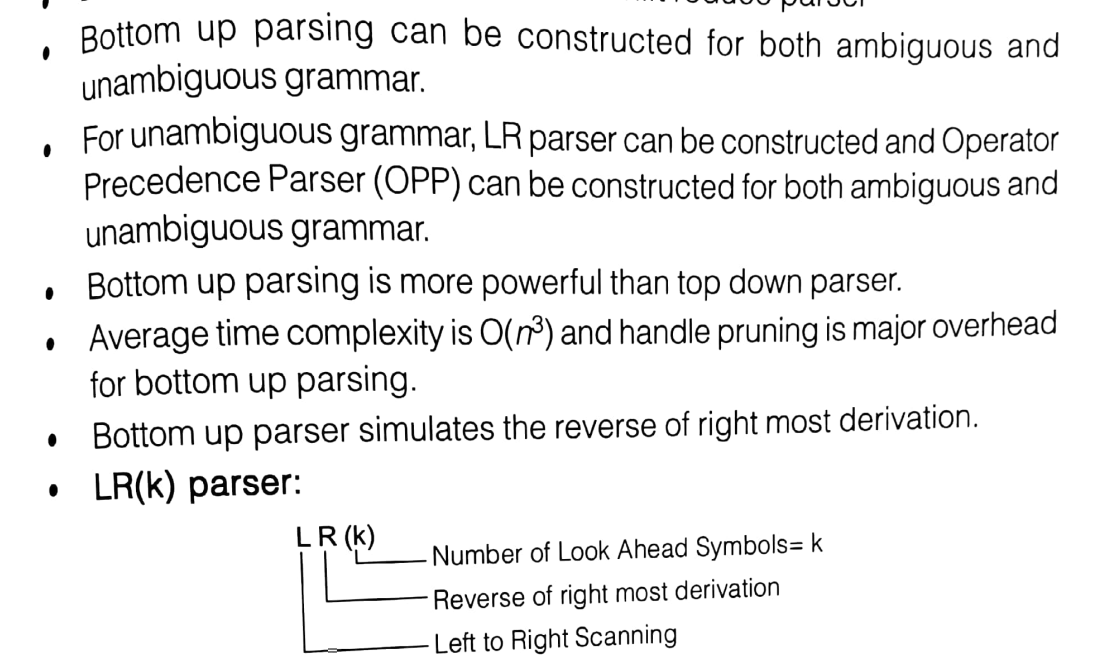 reduce parser
• Bottom up parsing can be constructed for both ambiguous and
unambiguous grammar.
• For unambiguous grammar, LR parser can be constructed and Operator
Precedence Parser (OPP) can be constructed for both ambiguous and
unambiguous grammar.
• Bottom up parsing is more powerful than top down parser.
• Average time complexity is O(n³) and handle pruning is major overhead
for bottom up parsing.
• Bottom up parser simulates the reverse of right most derivation.
• LR(k) parser:
L R (k)
Number of Look Ahead Symbols= k
Reverse of right most derivation
Left to Right Scanning